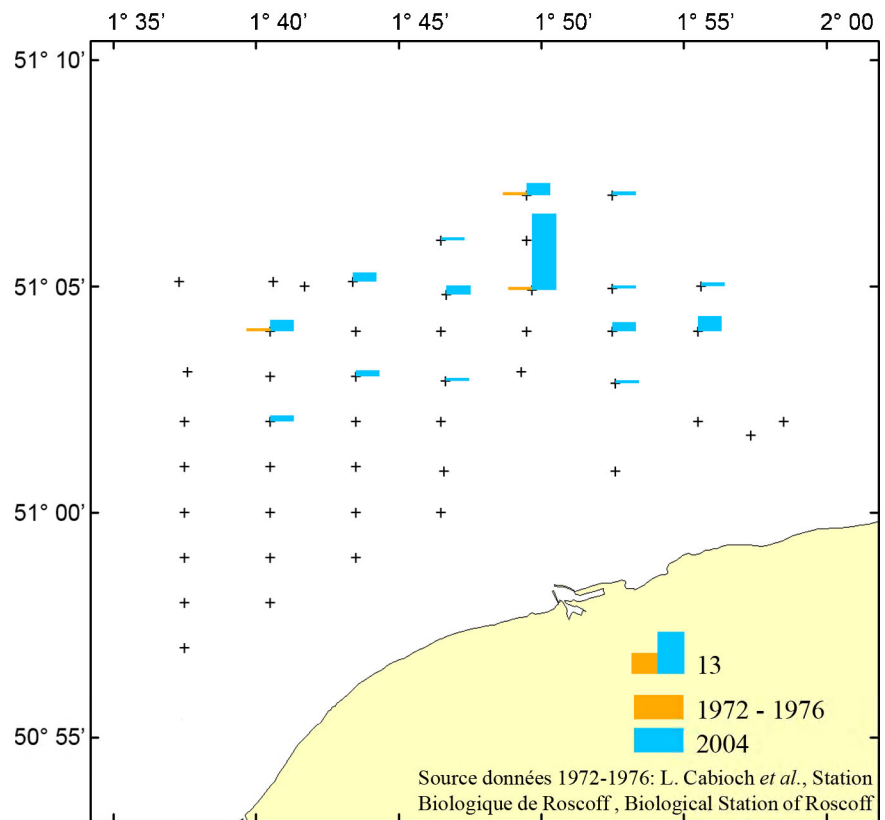 1° 35' 1° 40' 1° 45' 1° 50' 1° 55' 2° 00
51° 10'
51° 05'
51° 00'
13
1972 - 1976
50° 55'
2004
Source données 1972-1976: L. Cabioch et al., Station
Biologique de Roscoff , Biological Station of Roscoff